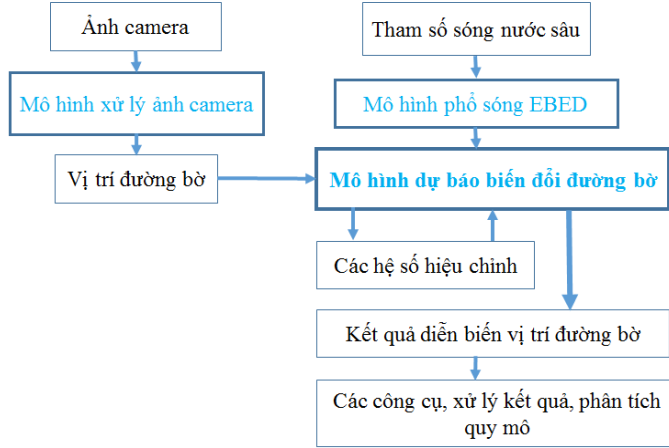 Ảnh camera
Tham số sóng nước sâu
Mô hình xử lý ảnh camera
Mô hình phổ sóng EBED
Vị trí đường bờ
Mô hình dự báo biến đổi đường bờ
Các hệ số hiệu chỉnh
Kết quả diễn biến vị trí đường bờ
Các công cụ, xử lý kết quả, phân tích
quy mô